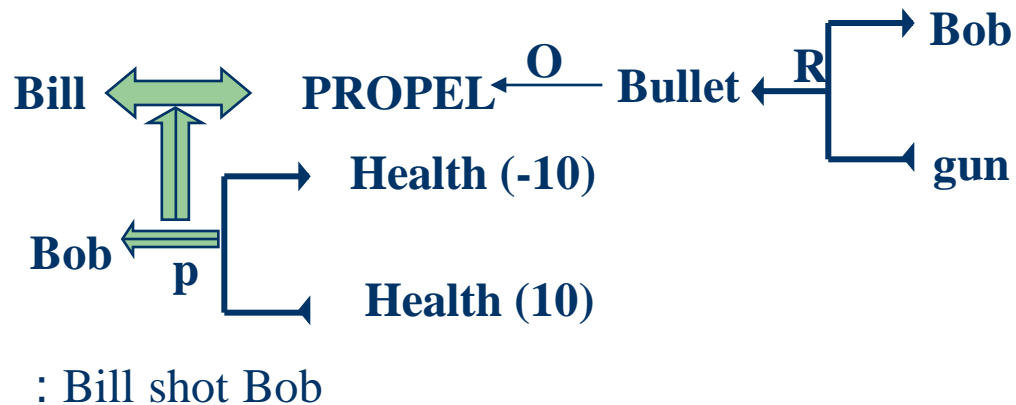 Bob
O
R
Bill
PROPEL
Bullet
Health (-10)
gun
Bob
p
Health (10)
: Bill shot Bob